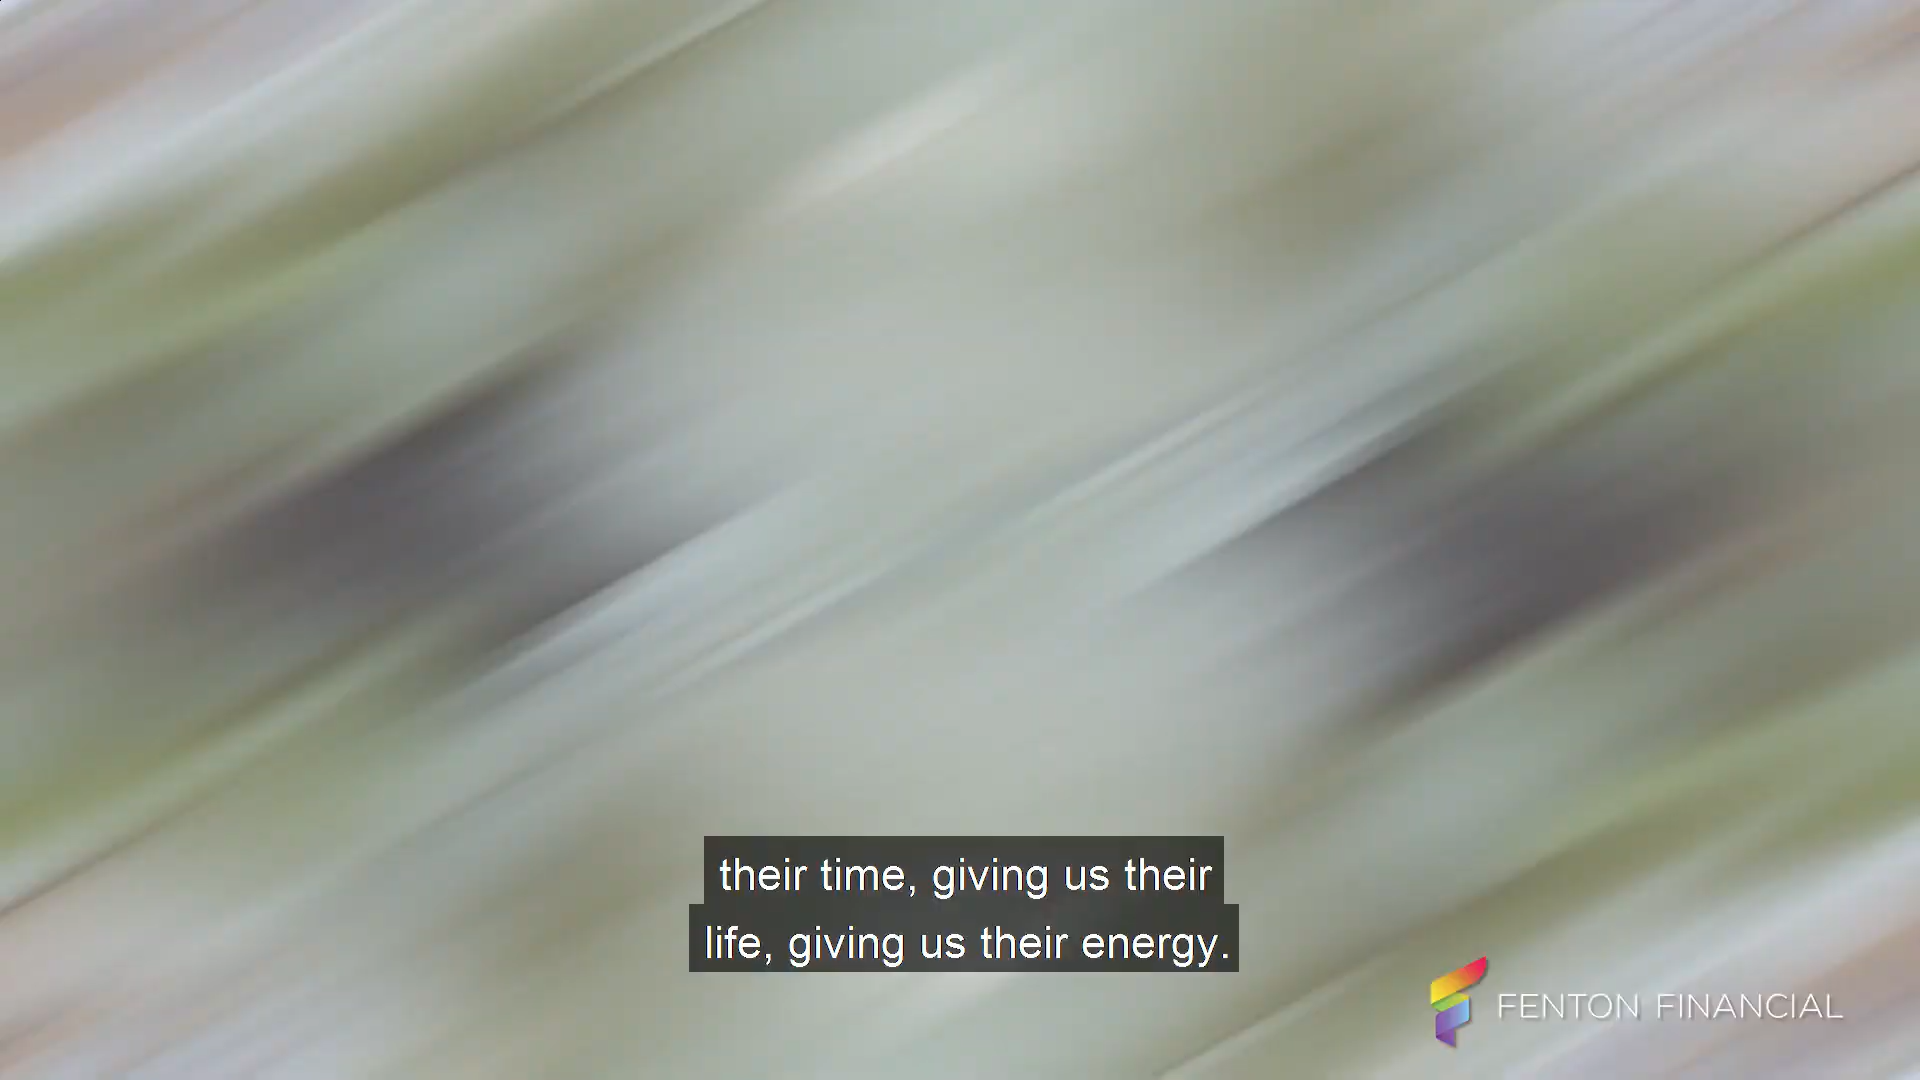 their time, giving us their
life, giving us their energy.
FENTON FINANCIAL